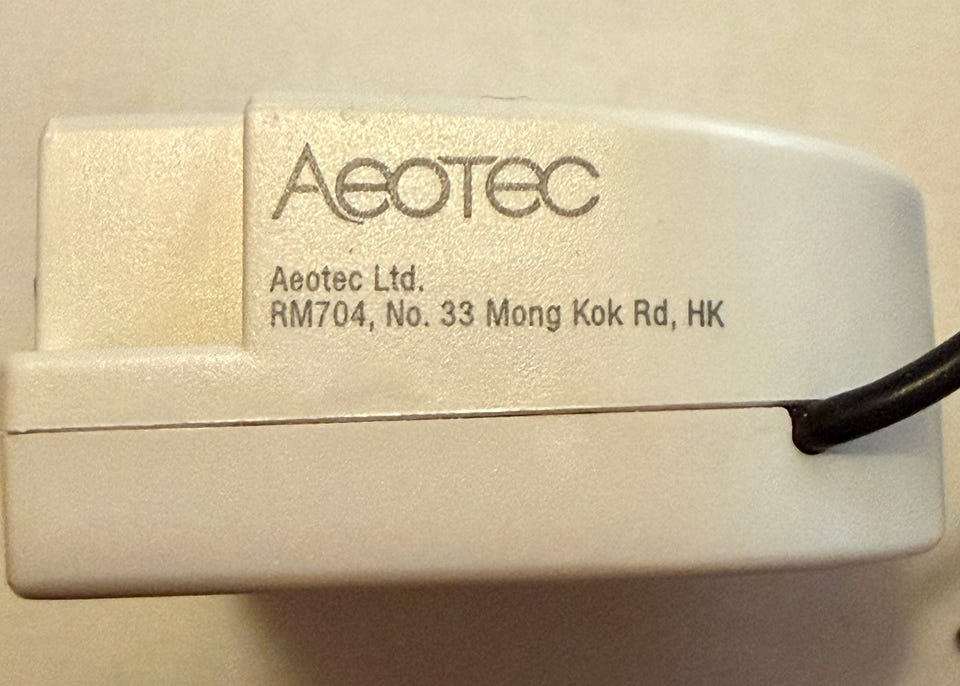 AEOTEC
Aeotec Ltd.
RM704, No. 33 Mong Kok Rd, HK